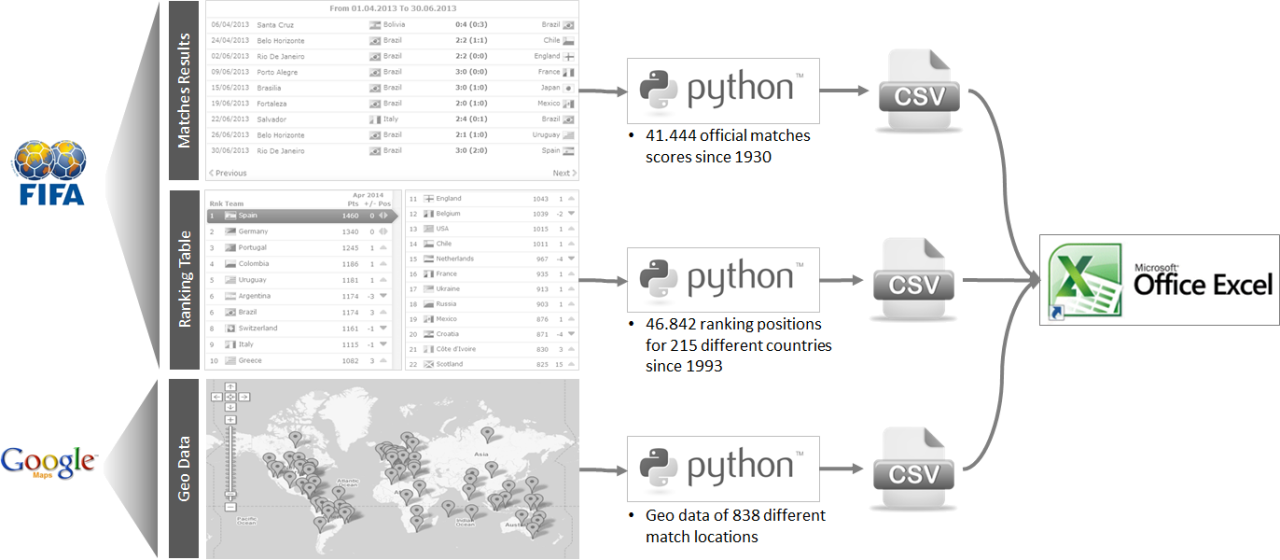 From 01.04.2013 To 30.06.2013
06/04/2013 Santa Cruz Bolivia 0:4 (0:3) Brazil
24/04/2013 Belo Horizonte Brazil 2:2 (1:1) Chile
02/06/2013 Rio De Janeiro Brazil 2:2 (0:0) England
09/06/2013 Porto Alegre Brazil 3:0 (0:0) France
15/06/2013 Brasilia Brazil 3:0 (1:0) Japan
19/06/2013 Fortaleza Brazil 2:0 (1:0) Mexico
22/06/2013 Salvador Italy 2:4 (0:1) Brazil
26/06/2013 Belo Horizonte Brazil 2:1 (1:0) Uruguay
30/06/2013 Rio De Janeiro Brazil 3:0 (2:0) Spain
< Previous Next >
Matches Results
FIFA
python™
CSV
• 41.444 official matches
scores since 1930
Ranking Table
Apr 2014
Rnk Team Pts +/- Pos
1 Spain 1460 0
2 Germany 1340 0
3 Portugal 1245 1
4 Colombia 1186 1
5 Uruguay 1181 1
6 Argentina 1174 -3
6 Brazil 1174 3
8 Switzerland 1161 -1
9 Italy 1115 -1
10 Greece 1082 3
11 England 1043 1
12 Belgium 1039 -2
13 USA 1015 1
14 Chile 1011 1
15 Netherlands 967 -4
16 France 935 1
17 Ukraine 913 1
18 Russia 903 1
19 Mexico 876 1
20 Croatia 871 -4
21 Côte d'Ivoire 830 3
22 Scotland 825 15
python™
CSV
• 46.842 ranking positions
for 215 different countries
since 1993
Microsoft®
Office Excel
Google™
Maps
Geo Data
Asia
Atlantic
Ocean
Pacific
Ocean
Indian
Ocean
python™
CSV
• Geo data of 838 different
match locations